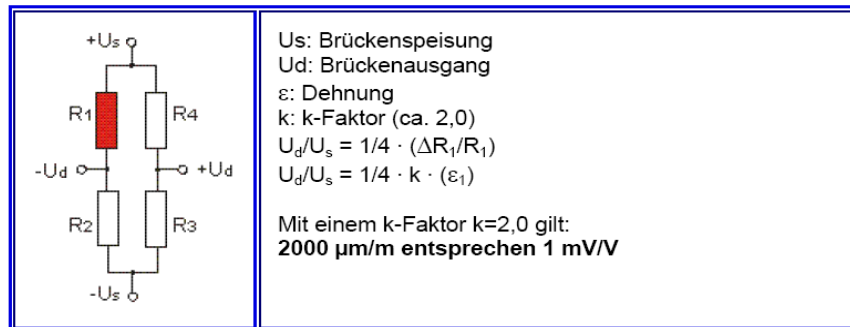 +Us
R1
R4
-Ud
+Ud
R2
R3
-Us
Us: Brückenspeisung
Ud: Brückenausgang
ε: Dehnung
k: k-Faktor (ca. 2,0)
Ud/Us = 1/4 · (ΔR1/R1)
Ud/Us = 1/4 · k · (ε1)
Mit einem k-Faktor k=2,0 gilt:
2000 µm/m entsprechen 1 mV/V